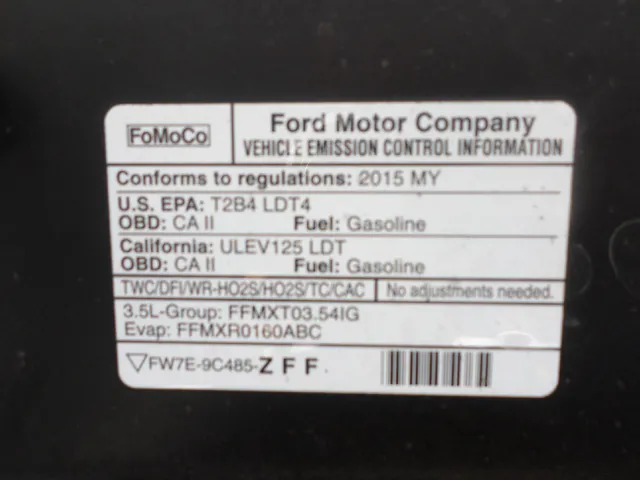 FoMoCo
Ford Motor Company
VEHICLE EMISSION CONTROL INFORMATION
Conforms to regulations: 2015 MY
U.S. EPA: T2B4 LDT4
OBD: CA II Fuel: Gasoline
California: ULEV125 LDT
OBD: CA II Fuel: Gasoline
TWC/DFI/WR-HO2S/HO2S/TC/CAC No adjustments needed.
3.5L-Group: FFMXT03.54IG
Evap: FFMXR0160ABC
FW7E-9C485-ZFF